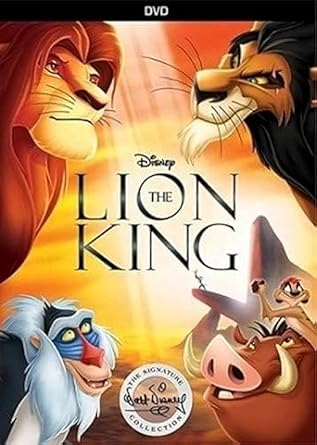 DVD
Disney
THE
LION
KING
THE SIGNATURE
Walt Disney
COLLECTION